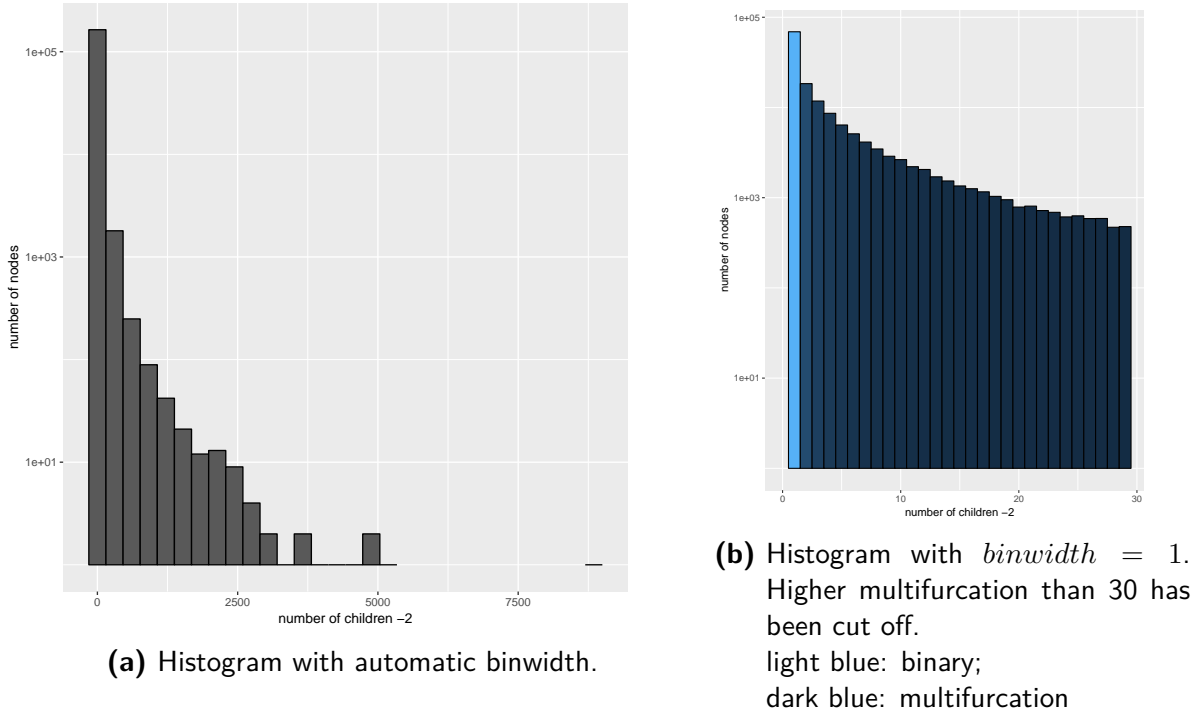 1e+05
1e+03
1e+01
number of nodes
0
2500
5000
7500
number of children −2
(a) Histogram with automatic binwidth.
1e+05
1e+03
1e+01
number of nodes
0
10
20
30
number of children −2
(b) Histogram with binwidth = 1.
Higher multifurcation than 30 has
been cut off.
light blue: binary;
dark blue: multifurcation